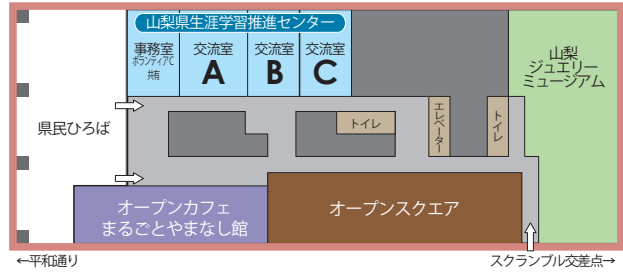 山梨県生涯学習推進センター
事務室
ボランティアC
共有
交流室
A
交流室
B
交流室
C
山梨
ジュエリー
ミュージアム
県民ひろば
トイレ
エレベーター
トイレ
オープンカフェ
まるごとやまなし館
オープンスクエア
←平和通り
スクランブル交差点→